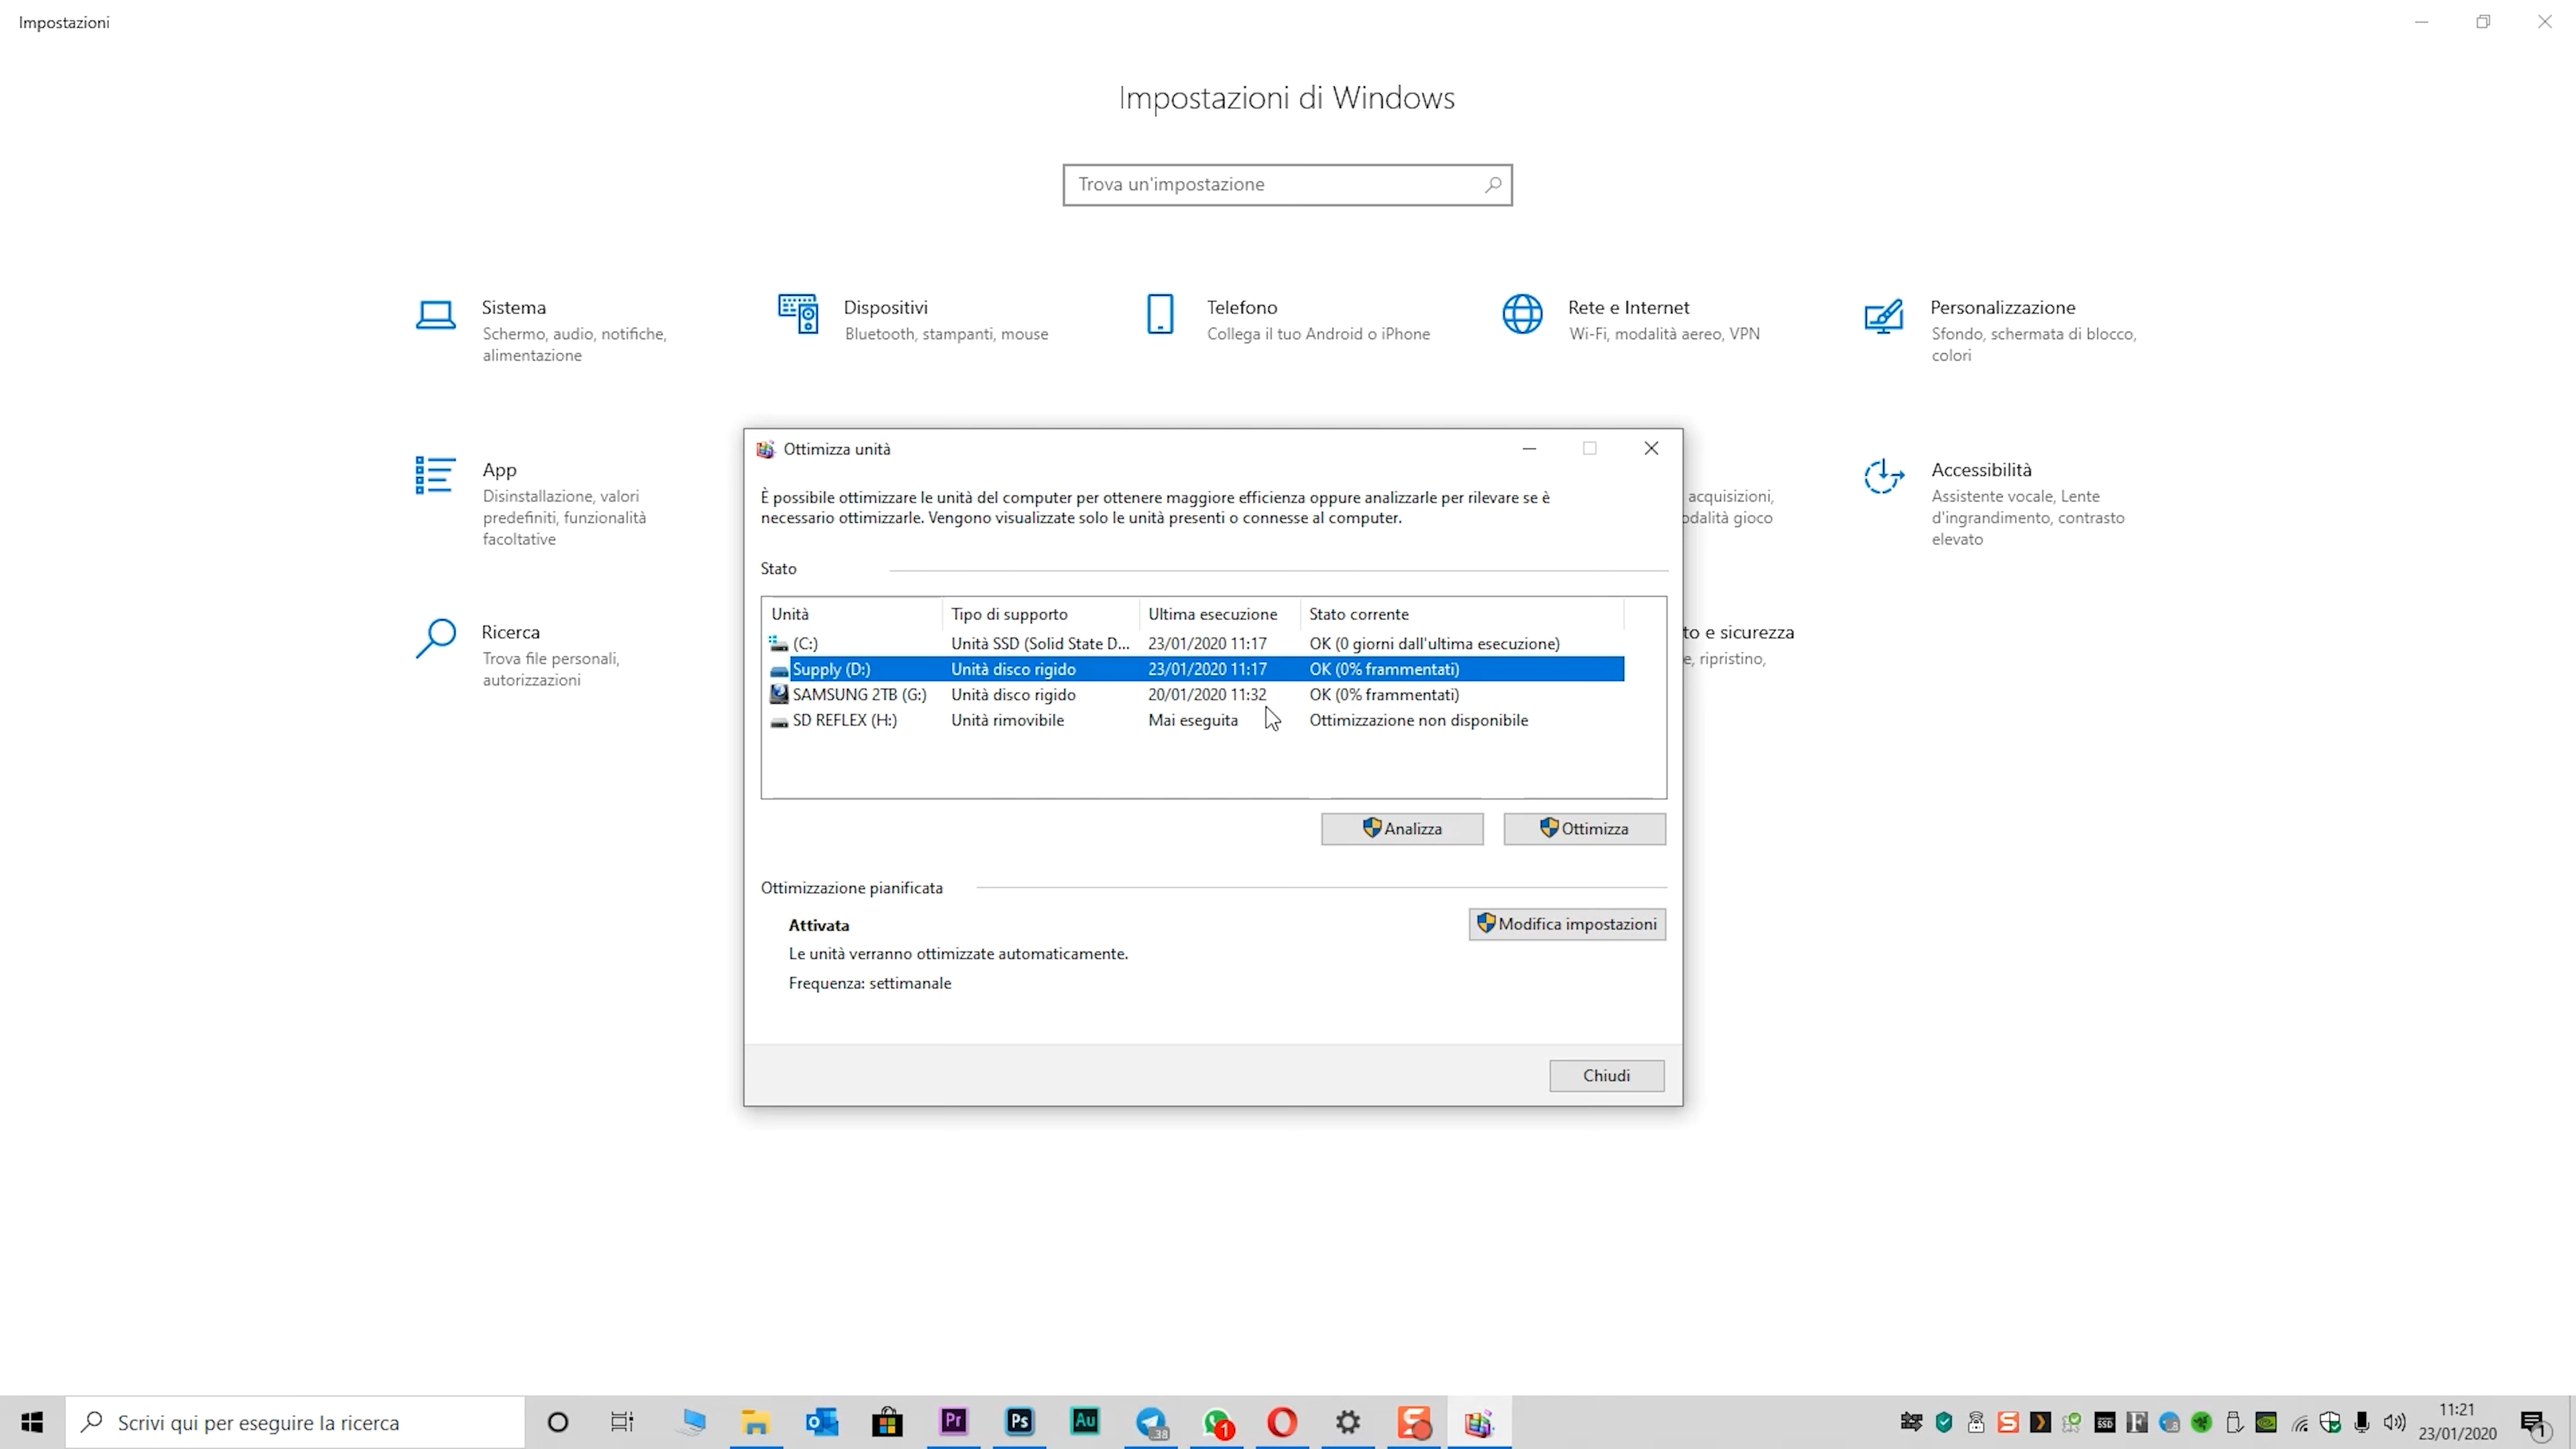 Impostazioni
Impostazioni di Windows
Trova un'impostazione
Sistema
Schermo, audio, notifiche,
alimentazione
Dispositivi
Bluetooth, stampanti, mouse
Telefono
Collega il tuo Android o iPhone
Rete e Internet
Wi-Fi, modalità aereo, VPN
Personalizzazione
Sfondo, schermata di blocco,
colori
App
Disinstallazione, valori
predefiniti, funzionalità
facoltative
acquisizioni,
odalità gioco
Accessibilità
Assistente vocale, Lente
d'ingrandimento, contrasto
elevato
Ricerca
Trova file personali,
autorizzazioni
to e sicurezza
e, ripristino,
Ottimizza unità
È possibile ottimizzare le unità del computer per ottenere maggiore efficienza oppure analizzarle per rilevare se è
necessario ottimizzarle. Vengono visualizzate solo le unità presenti o connesse al computer.
Stato
Unità Tipo di supporto Ultima esecuzione Stato corrente
(C:) Unità SSD (Solid State D... 23/01/2020 11:17 OK (0 giorni dall'ultima esecuzione)
Supply (D:) Unità disco rigido 23/01/2020 11:17 OK (0% frammentati)
SAMSUNG 2TB (G:) Unità disco rigido 20/01/2020 11:32 OK (0% frammentati)
SD REFLEX (H:) Unità rimovibile Mai eseguita Ottimizzazione non disponibile
Analizza Ottimizza
Ottimizzazione pianificata
Attivata
Modifica impostazioni
Le unità verranno ottimizzate automaticamente.
Frequenza: settimanale
Chiudi
Scrivi qui per eseguire la ricerca
Pr Ps Au 38 1
SSD
11:21
23/01/2020
1